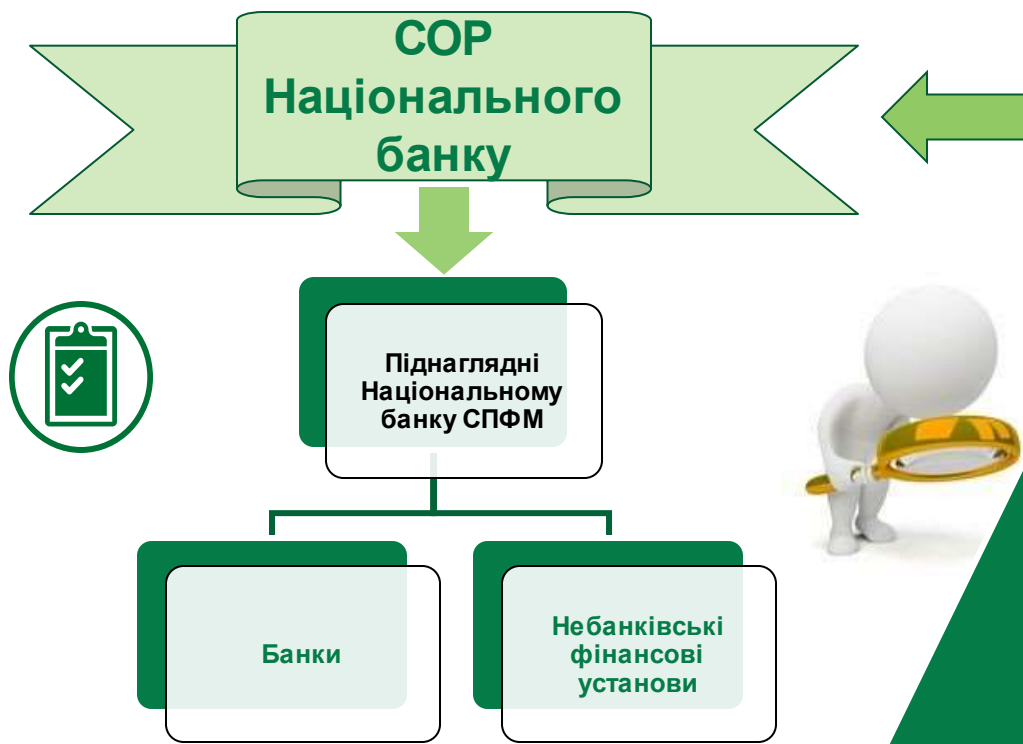 СОР
Національного
банку
Піднаглядні
Національному
банку СПФМ
Банки
Небанківські
фінансові
установи